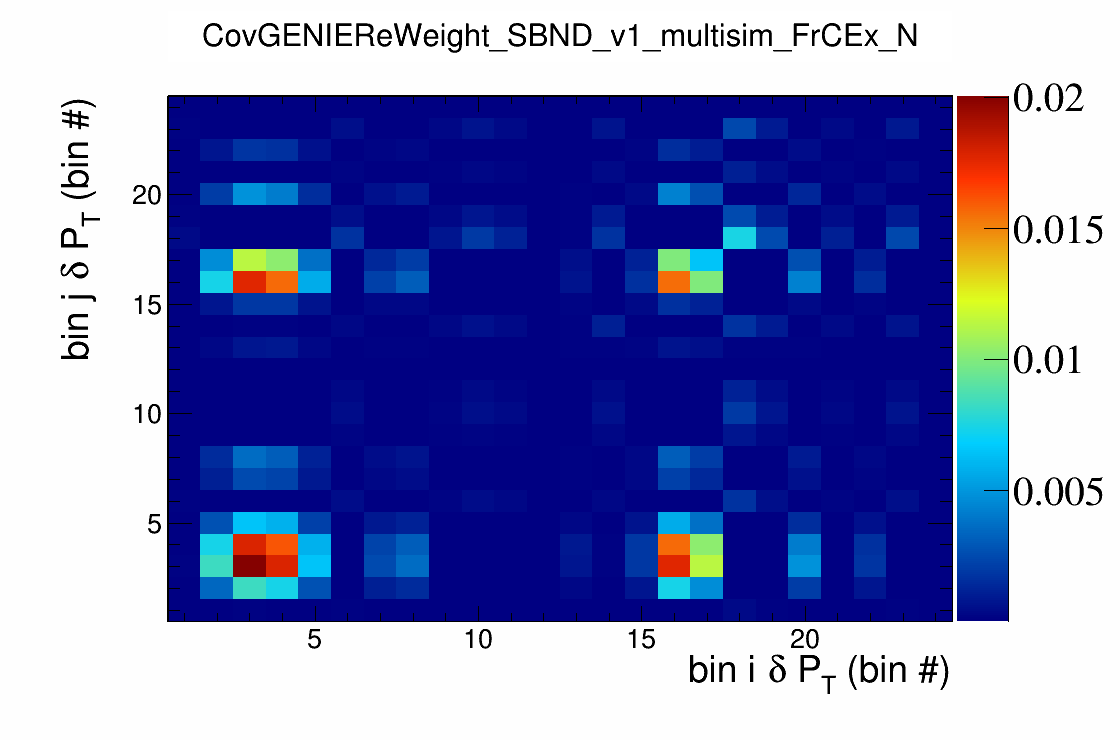 CovGENIEReWeight_SBND_v1_multisim_FrCEx_N
bin j δ P_T (bin #)
20
15
10
5
5 10 15 20
bin i δ P_T (bin #)
0.02
0.015
0.01
0.005